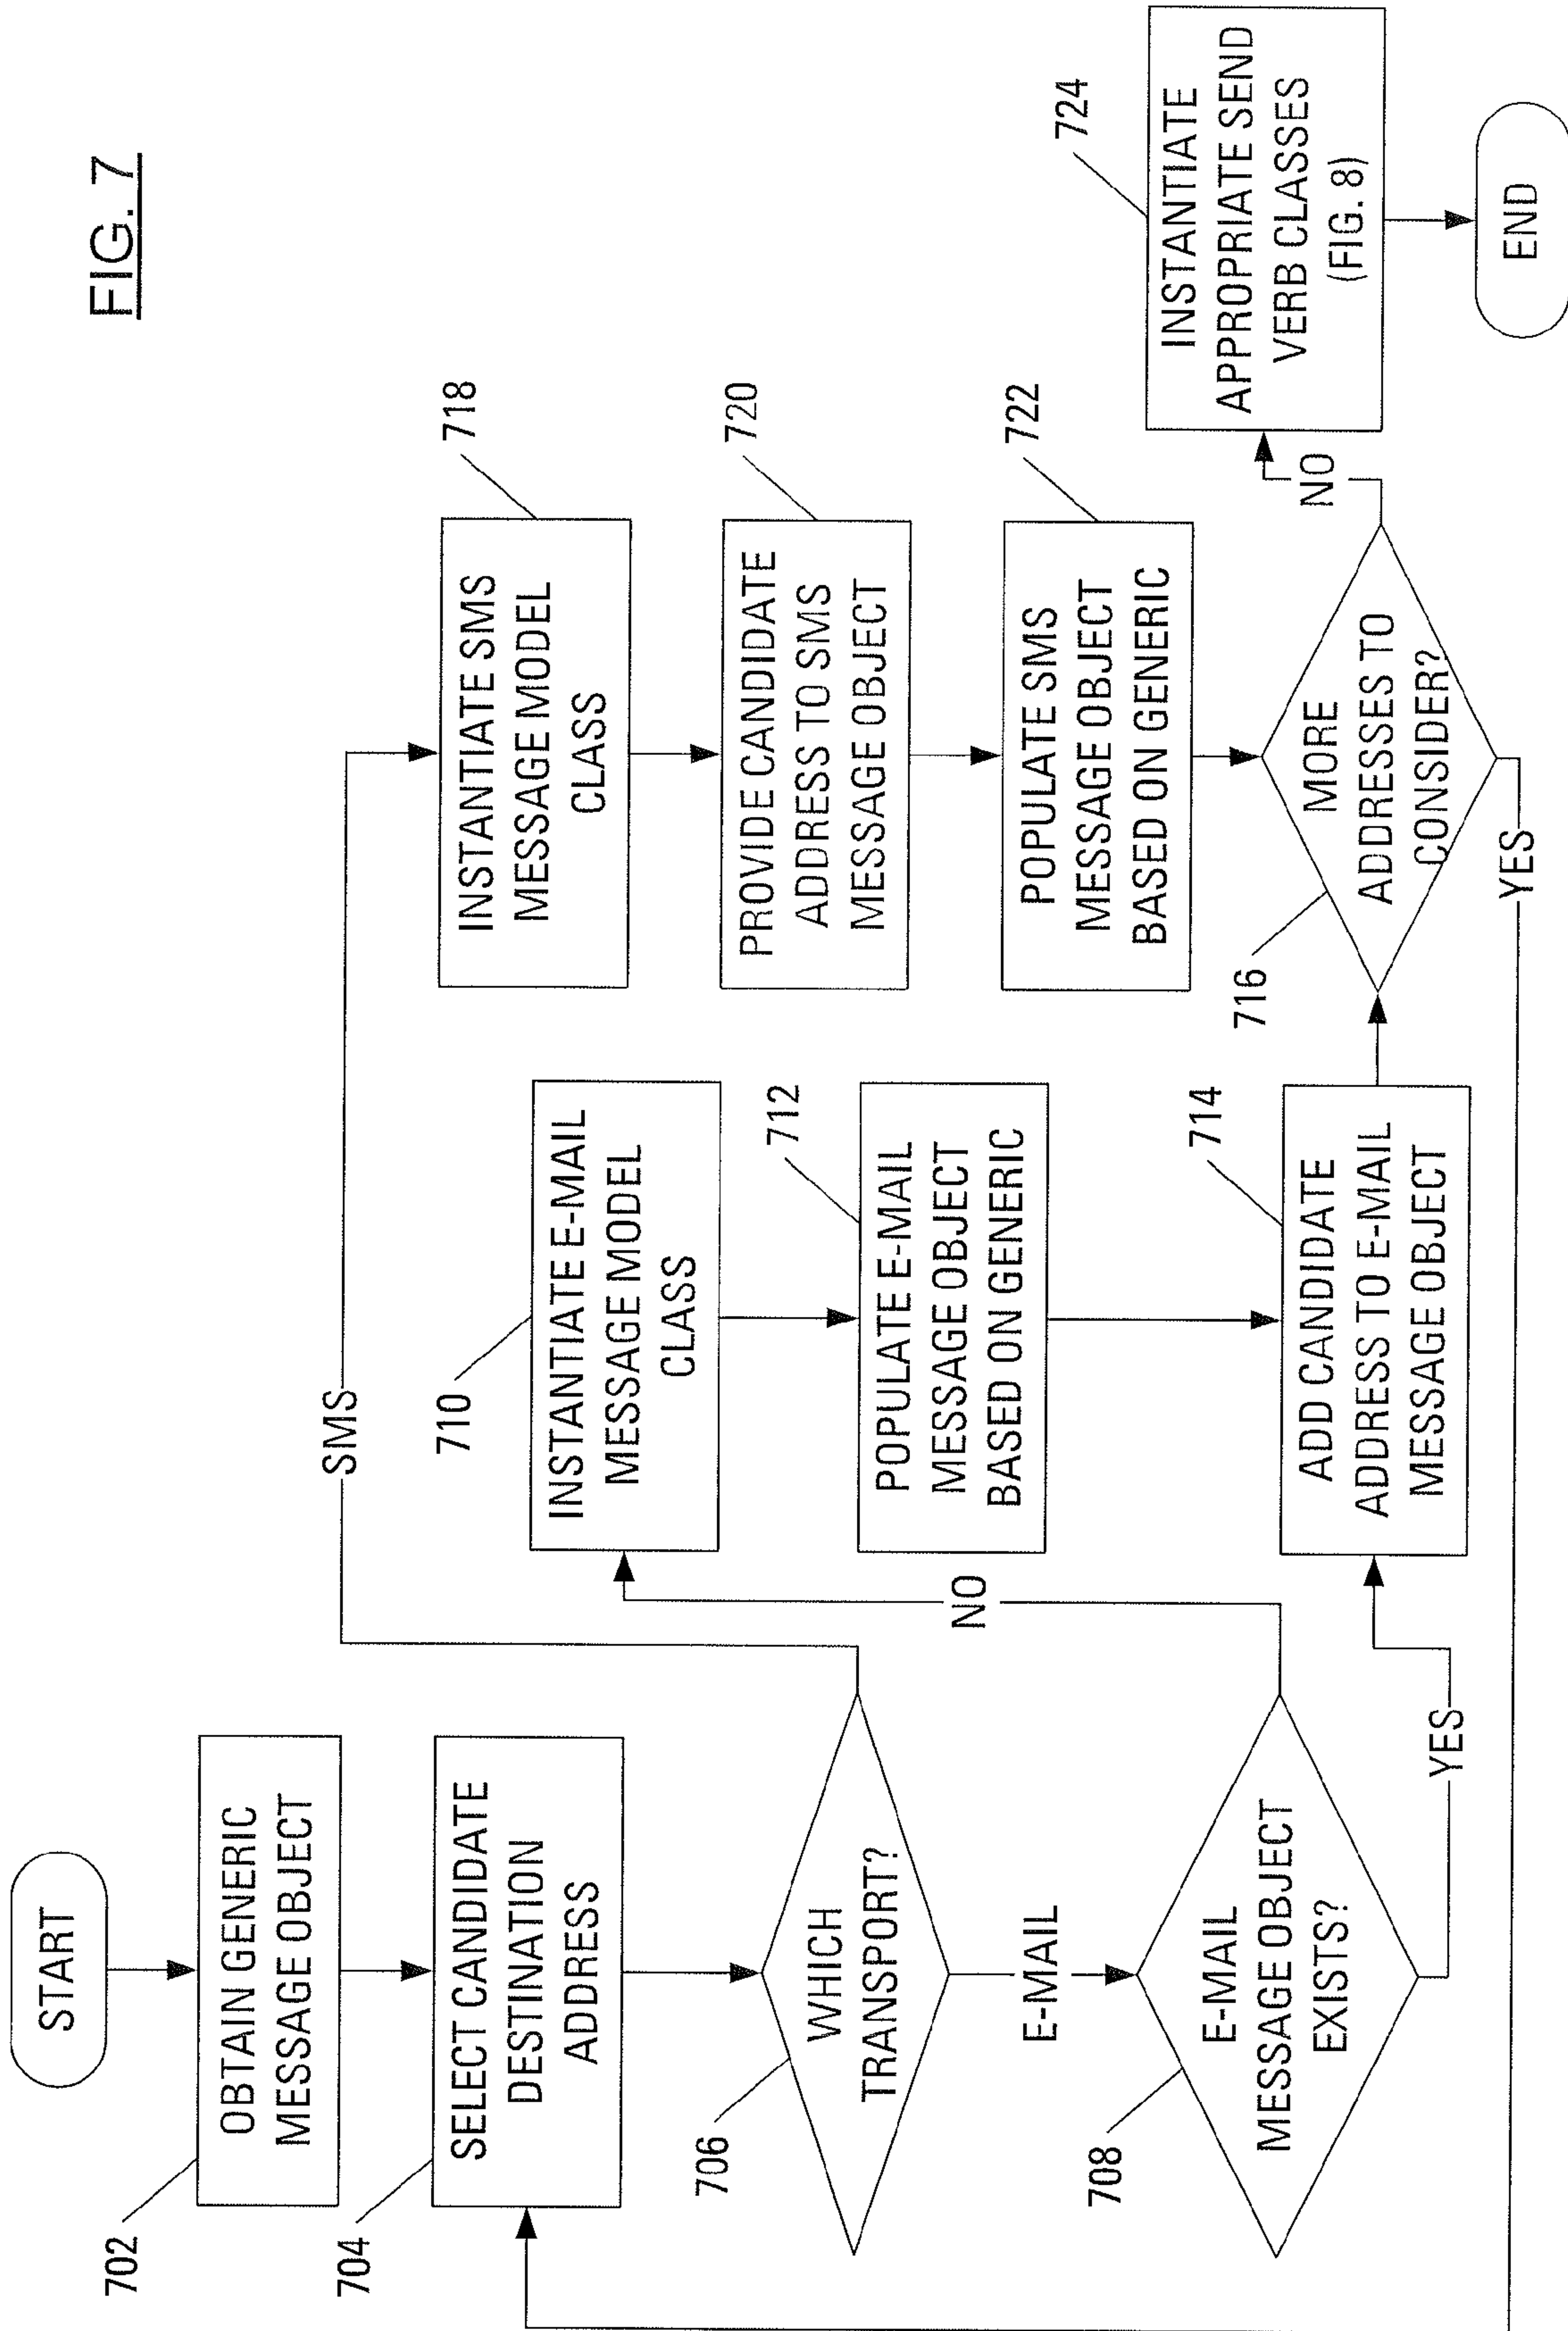 FIG. 7
START
702
OBTAIN GENERIC
MESSAGE OBJECT
704
SELECT CANDIDATE
DESTINATION
ADDRESS
706
WHICH
TRANSPORT?
SMS
E-MAIL
708
E-MAIL
MESSAGE OBJECT
EXISTS?
NO
YES
710
INSTANTIATE E-MAIL
MESSAGE MODEL
CLASS
712
POPULATE E-MAIL
MESSAGE OBJECT
BASED ON GENERIC
714
ADD CANDIDATE
ADDRESS TO E-MAIL
MESSAGE OBJECT
718
INSTANTIATE SMS
MESSAGE MODEL
CLASS
720
PROVIDE CANDIDATE
ADDRESS TO SMS
MESSAGE OBJECT
722
POPULATE SMS
MESSAGE OBJECT
BASED ON GENERIC
716
MORE
ADDRESSES TO
CONSIDER?
YES
NO
724
INSTANTIATE
APPROPRIATE SEND
VERB CLASSES
(FIG. 8)
END